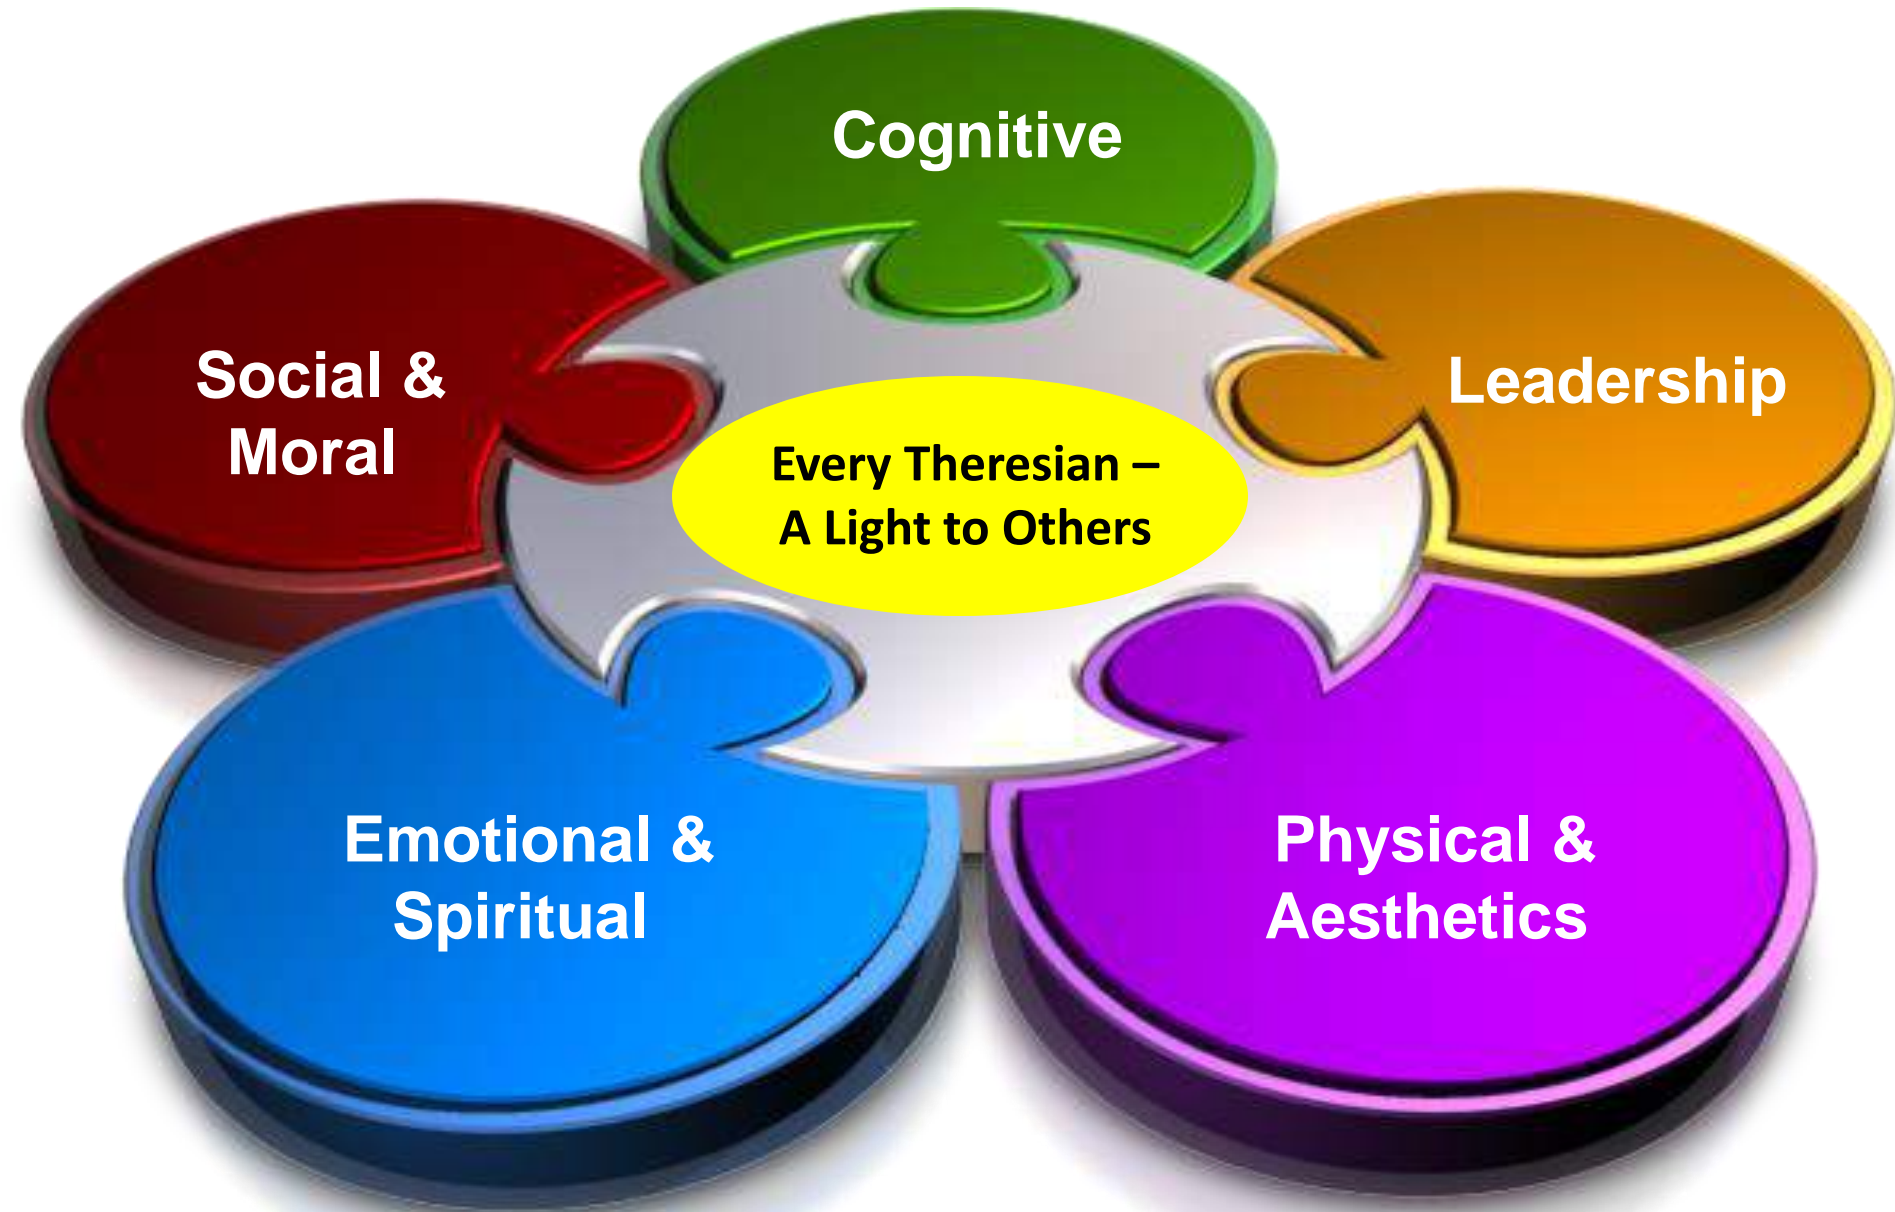 Cognitive
Social &
Moral
Leadership
Every Theresian –
A Light to Others
Emotional &
Spiritual
Physical &
Aesthetics